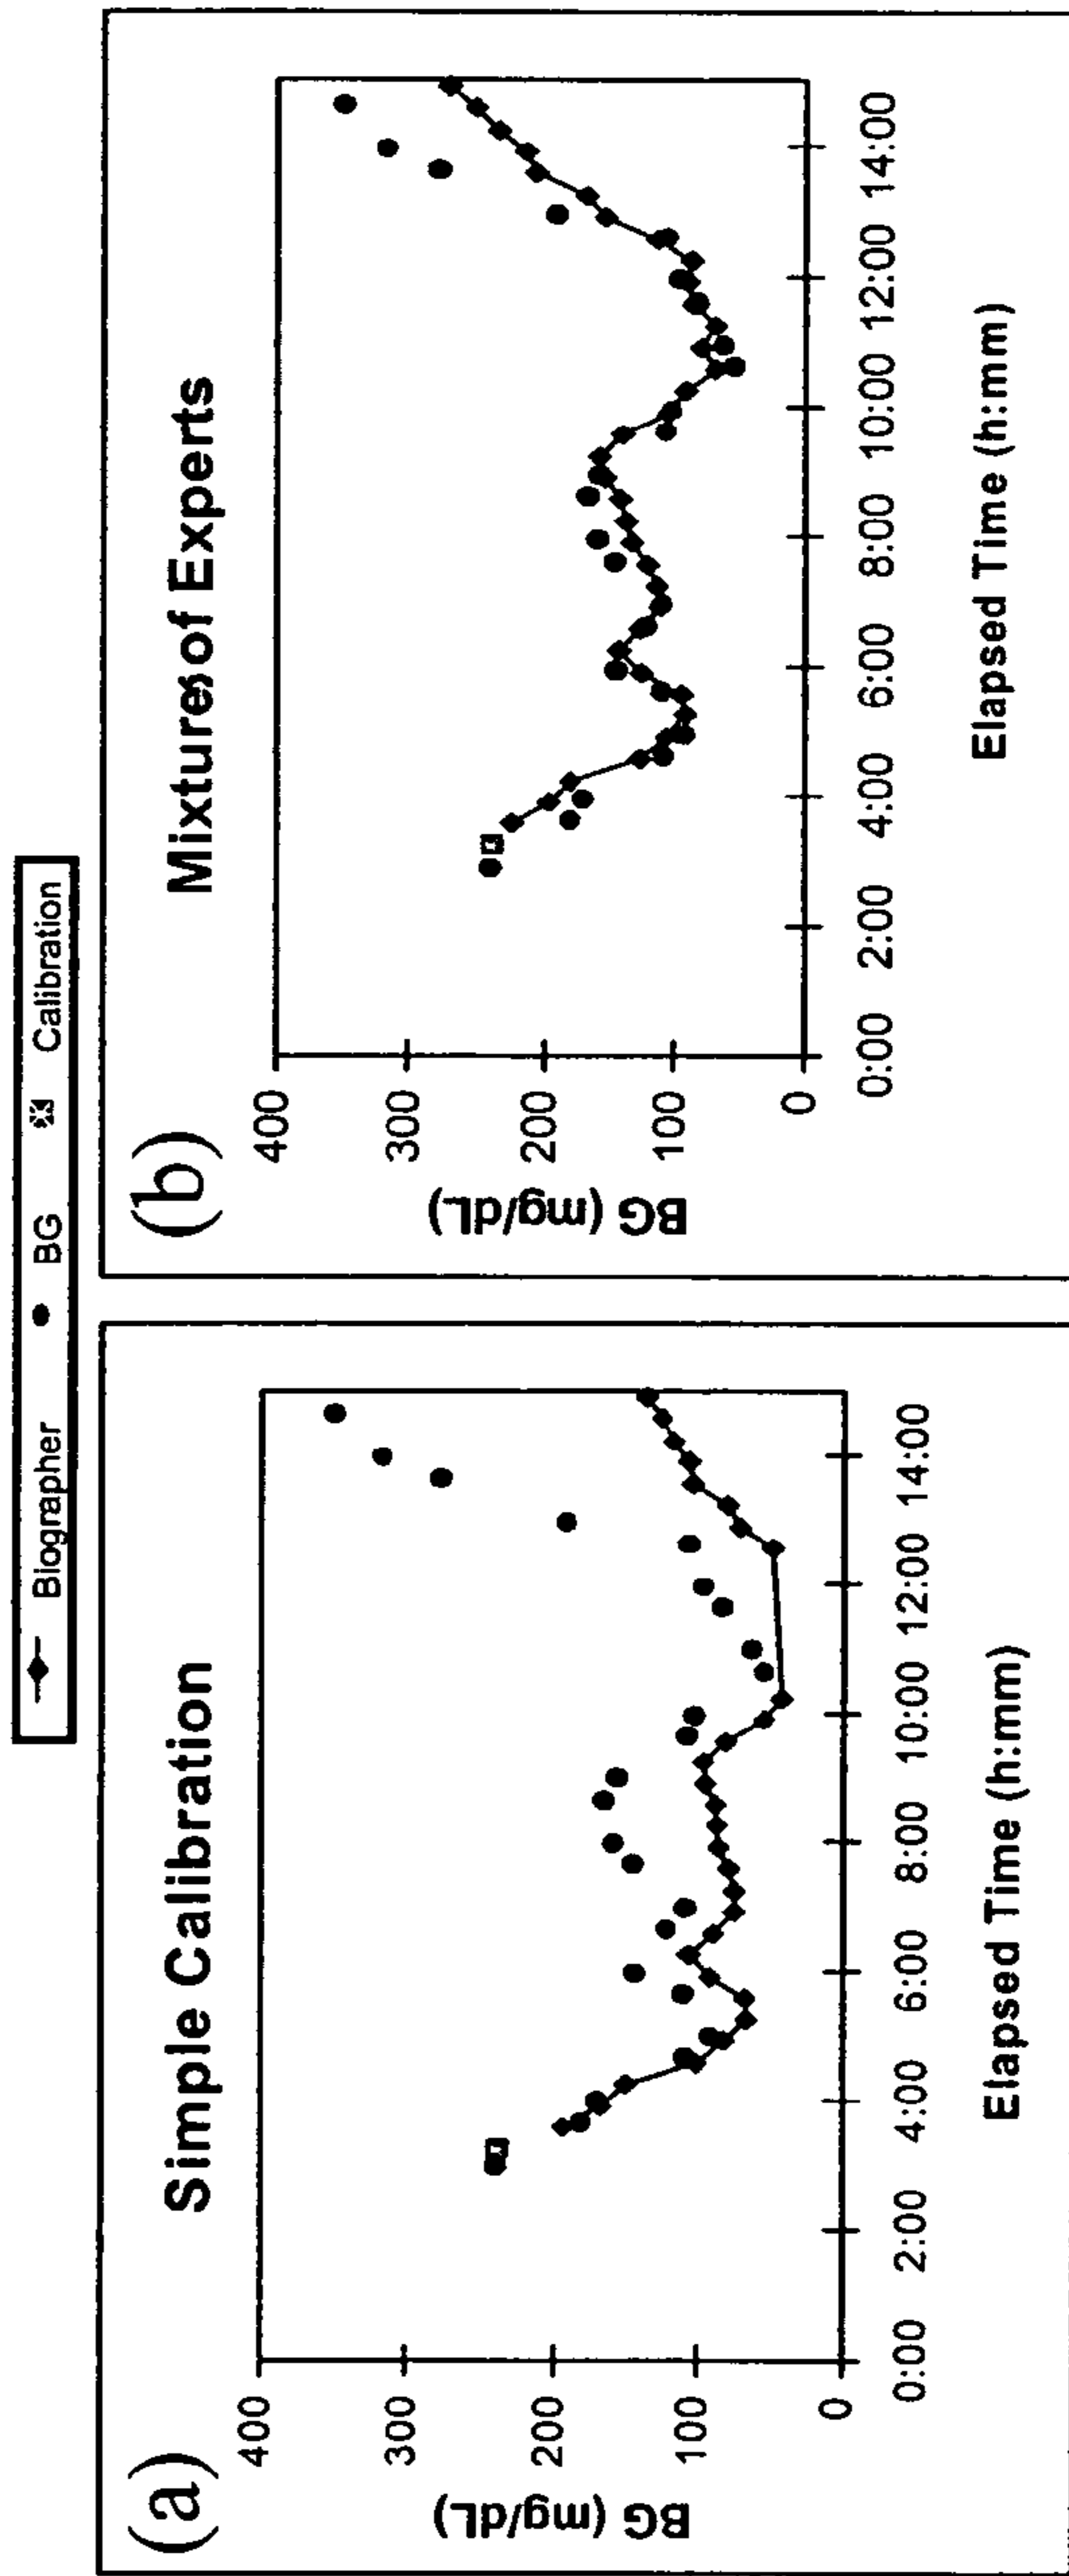 Biographer BG Calibration
(a)
Simple Calibration
BG (mg/dL)
400
300
200
100
0
0:00 2:00 4:00 6:00 8:00 10:00 12:00 14:00
Elapsed Time (h:mm)
(b)
Mixture of Experts
BG (mg/dL)
400
300
200
100
0
0:00 2:00 4:00 6:00 8:00 10:00 12:00 14:00
Elapsed Time (h:mm)